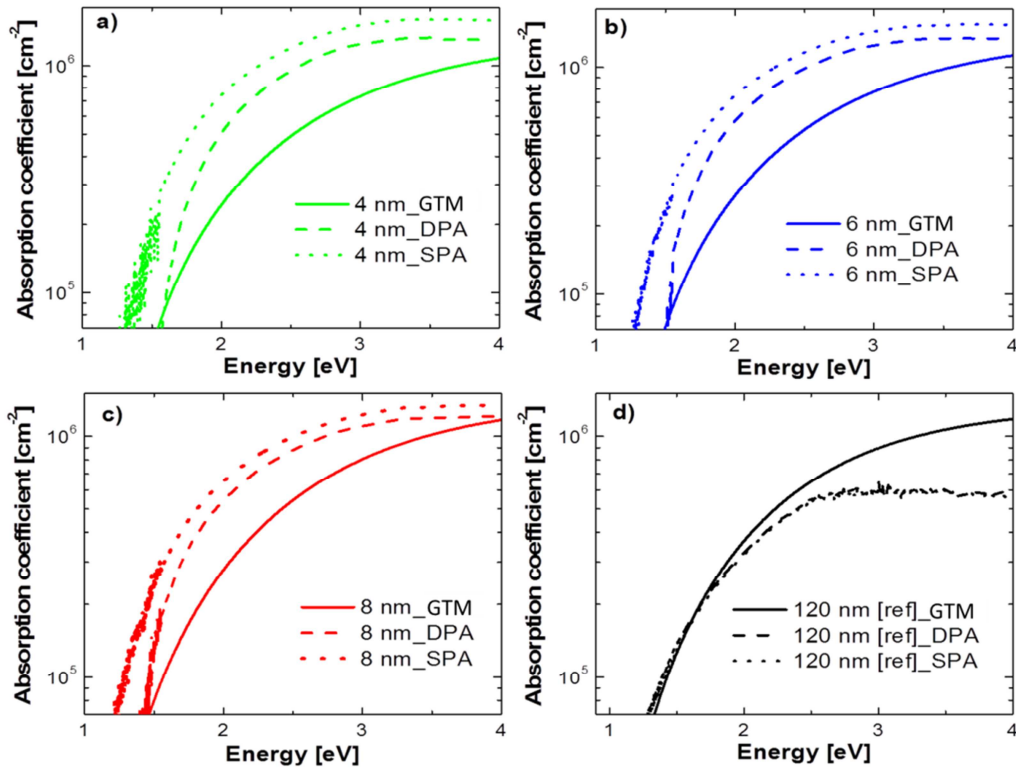 a)
Absorption coefficient [cm⁻²]
10⁶
10⁵
4 nm_GTM
4 nm_DPA
4 nm_SPA
1 2 3 4
Energy [eV]
b)
Absorption coefficient [cm⁻²]
10⁶
10⁵
6 nm_GTM
6 nm_DPA
6 nm_SPA
1 2 3 4
Energy [eV]
c)
Absorption coefficient [cm⁻²]
10⁶
10⁵
8 nm_GTM
8 nm_DPA
8 nm_SPA
1 2 3 4
Energy [eV]
d)
Absorption coefficient [cm⁻²]
10⁶
10⁵
120 nm [ref]_GTM
120 nm [ref]_DPA
120 nm [ref]_SPA
1 2 3 4
Energy [eV]